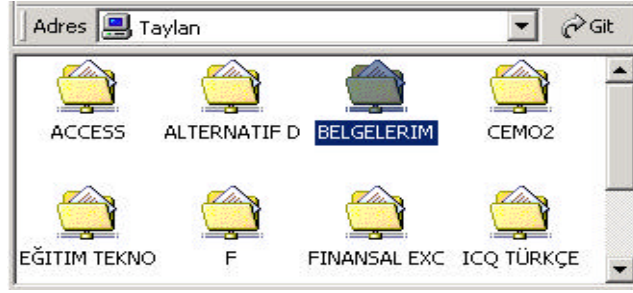 Adres Taylan Git
ACCESS ALTERNATIF D BELGELERIM CEMO2
EĞITIM TEKNO F FINANSAL EXC ICQ TÜRKÇE